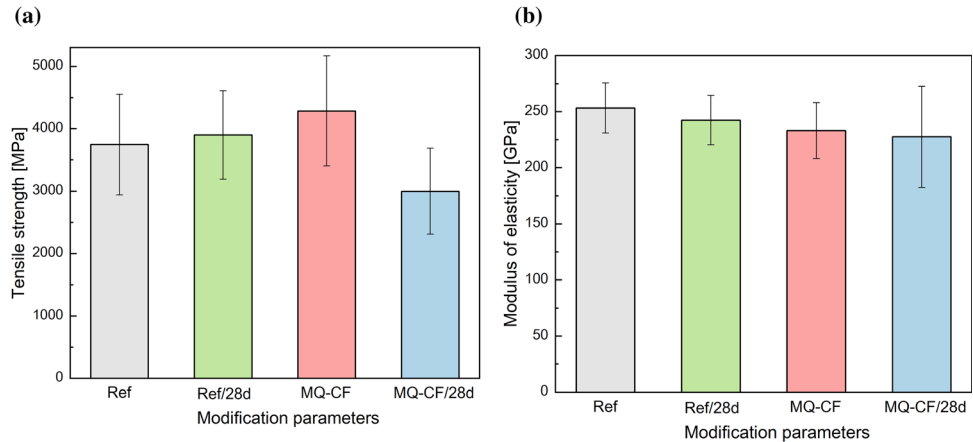 (a)
Tensile strength [MPa]
5000
4000
3000
2000
1000
0
Ref
Ref/28d
MQ-CF
MQ-CF/28d
Modification parameters
(b)
Modulus of elasticity [GPa]
300
250
200
150
100
50
0
Ref
Ref/28d
MQ-CF
MQ-CF/28d
Modification parameters